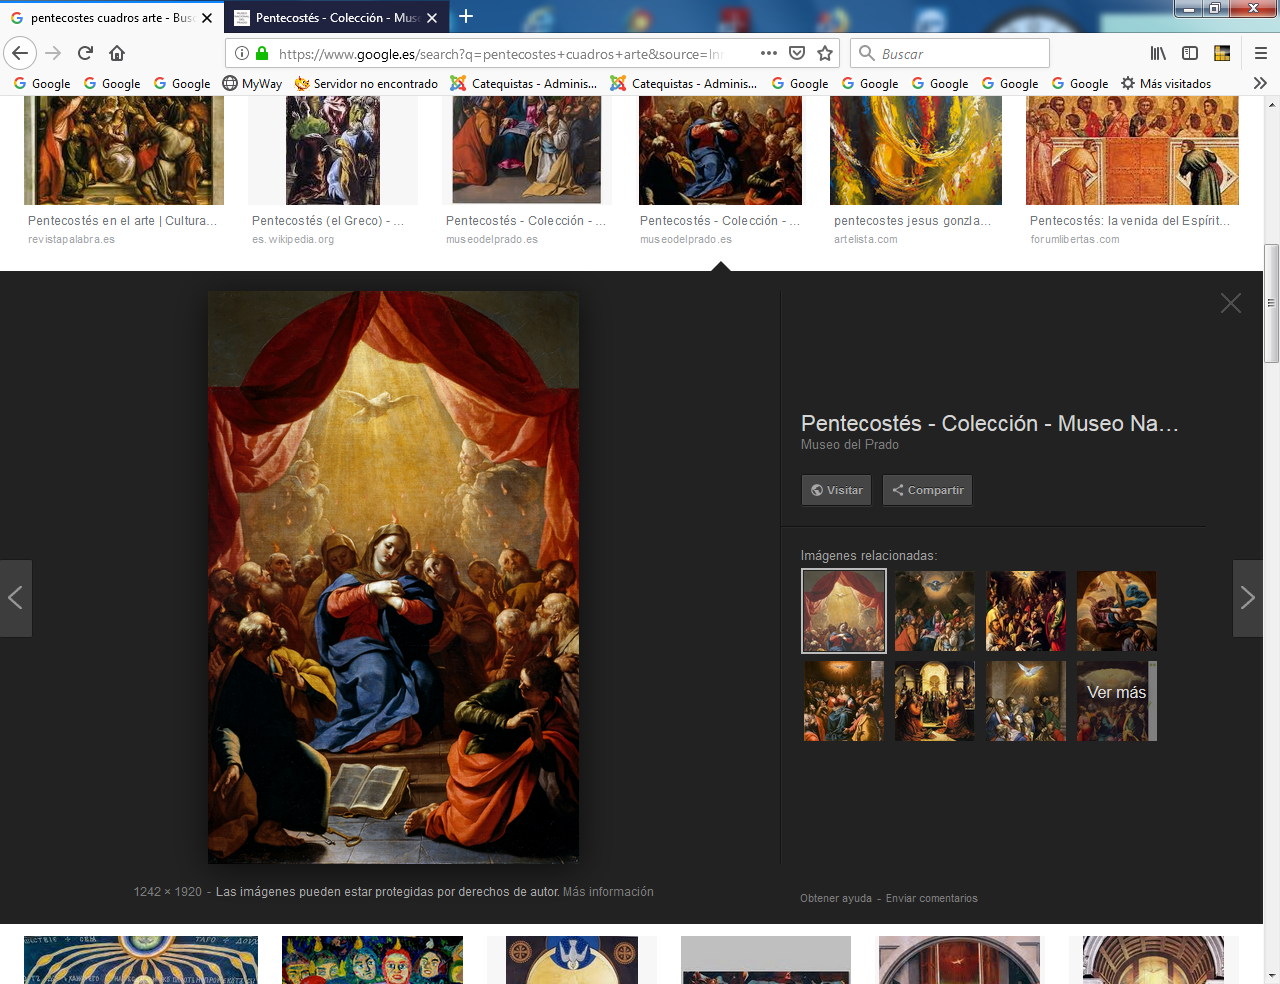 pentecostes cuadros arte - Busc
Pentecostés - Colección - Muse
https://www.google.es/search?q=pentecostes+cuadros+arte&source=lnr
Buscar
Google
Google
Google
MyWay
Servidor no encontrado
Catequistas - Adminis...
Catequistas - Adminis...
Google
Google
Google
Google
Google
Más visitados
Pentecostés en el arte | Cultura...
revistapalabra.es
Pentecostés (el Greco) - ...
es.wikipedia.org
Pentecostés - Colección - ...
museodelprado.es
Pentecostés - Colección - ...
museodelprado.es
pentecostes jesus gonzla...
artelista.com
Pentecostés: la venida del Espírit...
forumlibertas.com
Pentecostés - Colección - Museo Na...
Museo del Prado
Visitar
Compartir
Imágenes relacionadas:
Ver más
1242 × 1920 - Las imágenes pueden estar protegidas por derechos de autor. Más información
Obtener ayuda - Enviar comentarios